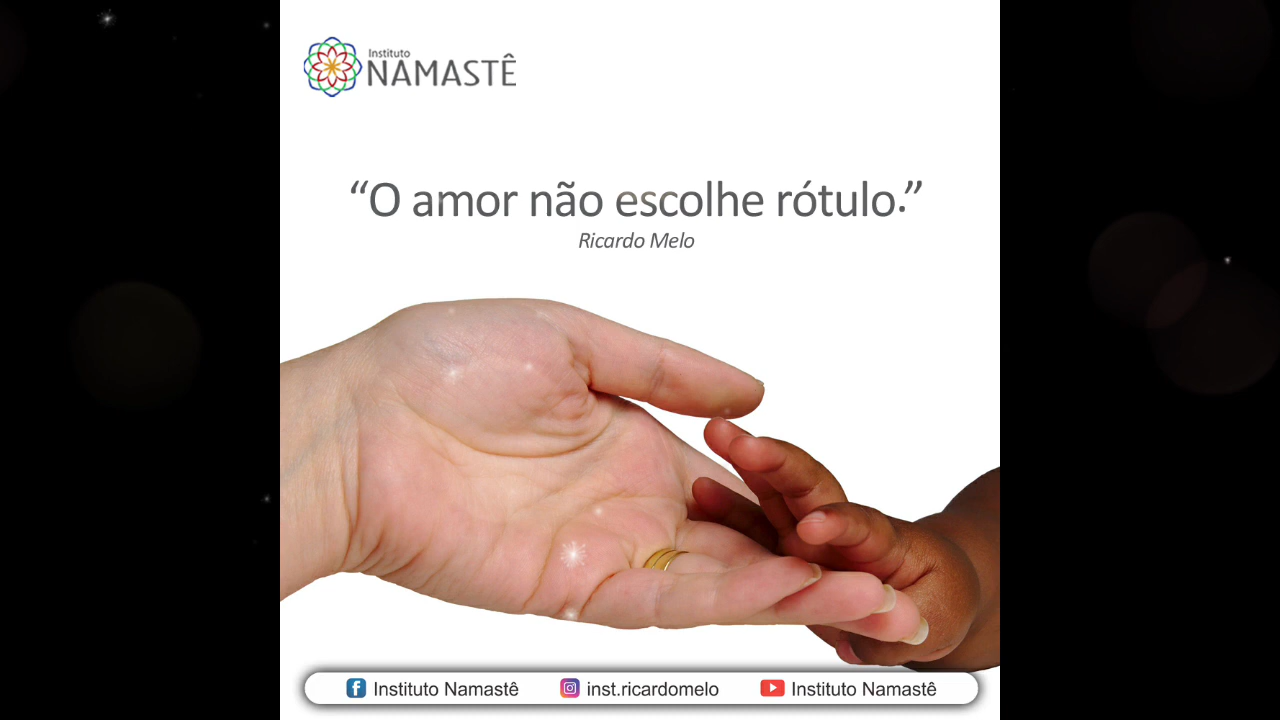 Instituto
NAMASTÊ
“O amor não escolhe rótulo.”
Ricardo Melo
Instituto Namastê inst.ricardomelo Instituto Namastê